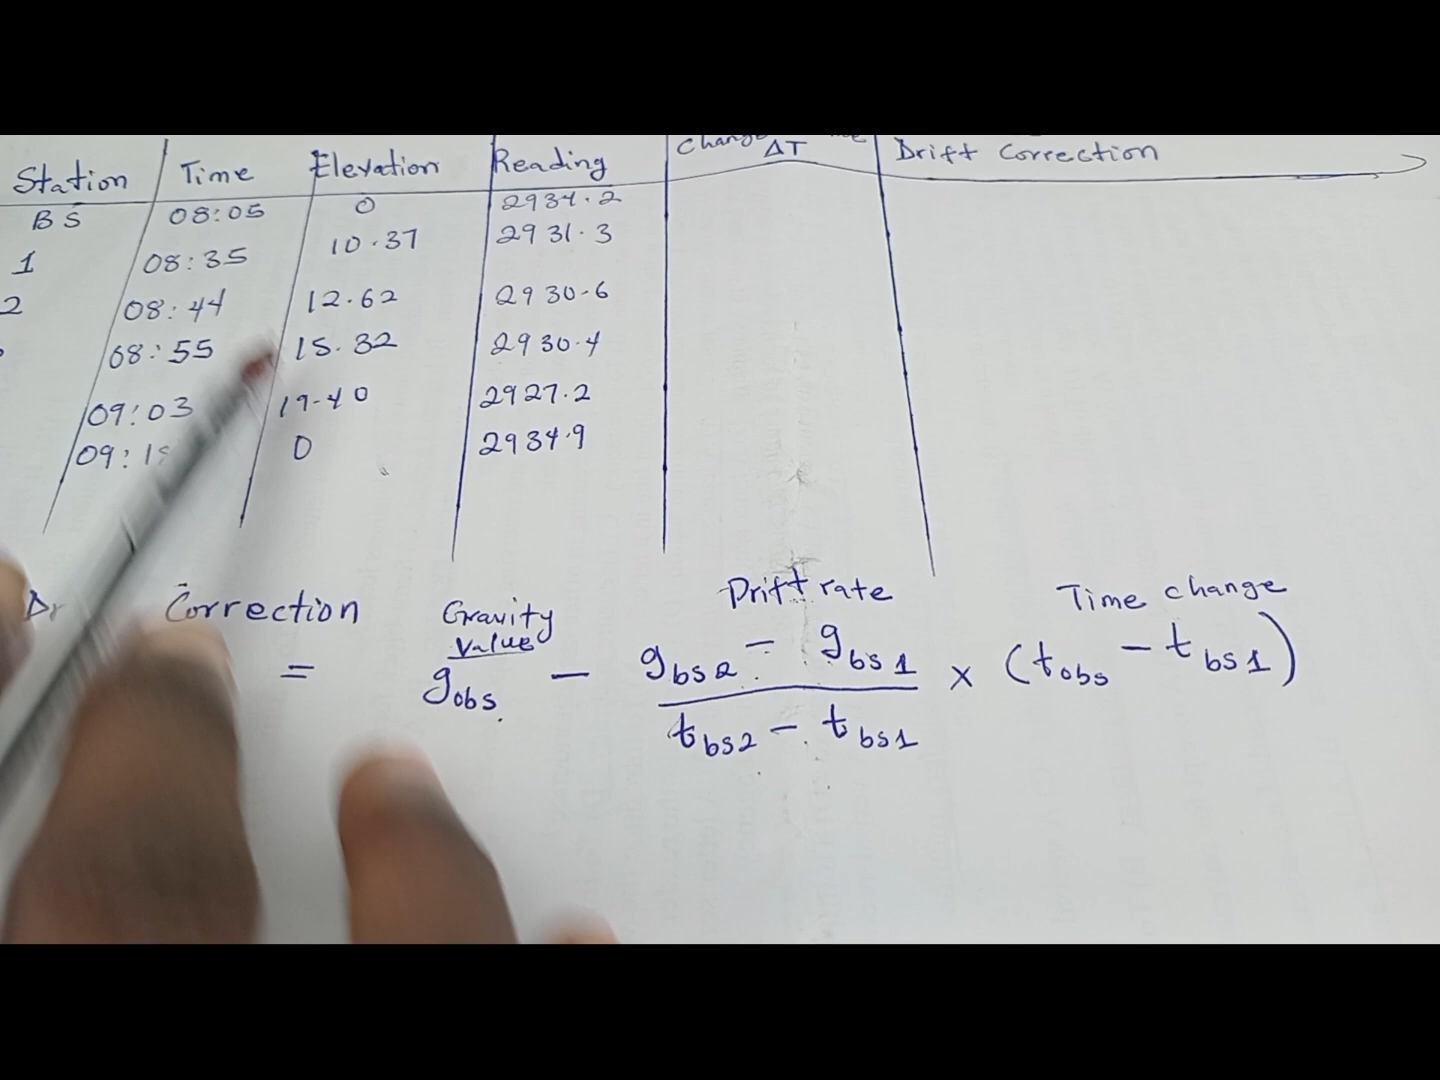 Station Time Elevation Reading Change ΔT Drift Correction
BS 08:05 0 2934.2
1 08:35 10.37 2931.3
2 08:44 12.62 2930.6
08:55 15.32 2930.4
09:03 19.40 2927.2
0 2934.9
Correction Gravity Value Drift rate Time change
= gobs - gbs2 - gbs1 × (tobs - tbs1)
tbs2 - tbs1